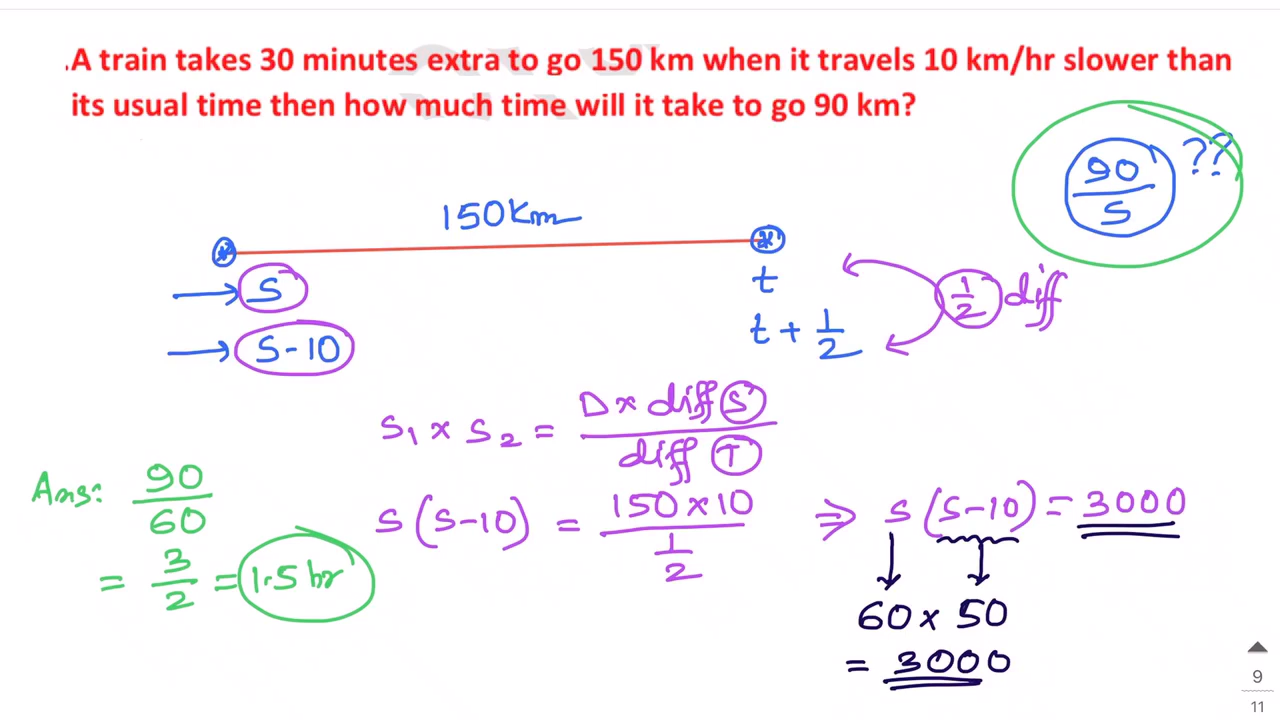 .A train takes 30 minutes extra to go 150 km when it travels 10 km/hr slower than
its usual time then how much time will it take to go 90 km?
90/S ??
150Km
S
t
1/2 diff
S-10
t + 1/2
S₁ × S₂ = D × diff S / diff T
S(S-10) = 150 × 10 / 1/2
⇒ S(S-10) = 3000
60 × 50
= 3000
Ans: 90/60
= 3/2 = 1.5 hr
9
11